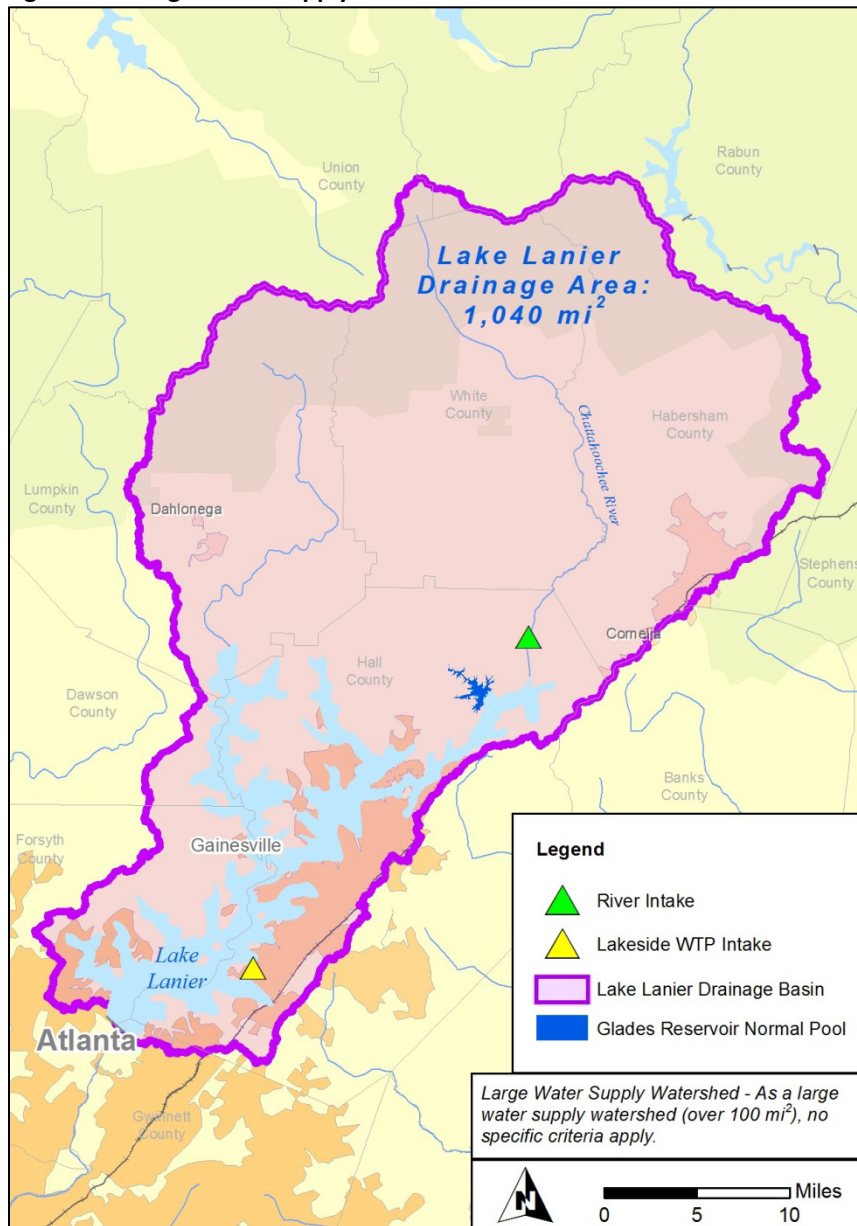 Union
County
Rabun
County
Lake Lanier
Drainage Area:
1,040 mi²
White
County
Habersham
County
Chattahoochee River
Lumpkin
County
Dahlonega
Stephens
County
Cornelia
Hall
County
Dawson
County
Banks
County
Forsyth
County
Gainesville
Lake
Lanier
Atlanta
Gwinnett
County
Legend
River Intake
Lakeside WTP Intake
Lake Lanier Drainage Basin
Glades Reservoir Normal Pool
Large Water Supply Watershed - As a large
water supply watershed (over 100 mi²), no
specific criteria apply.
N
Miles
0 5 10